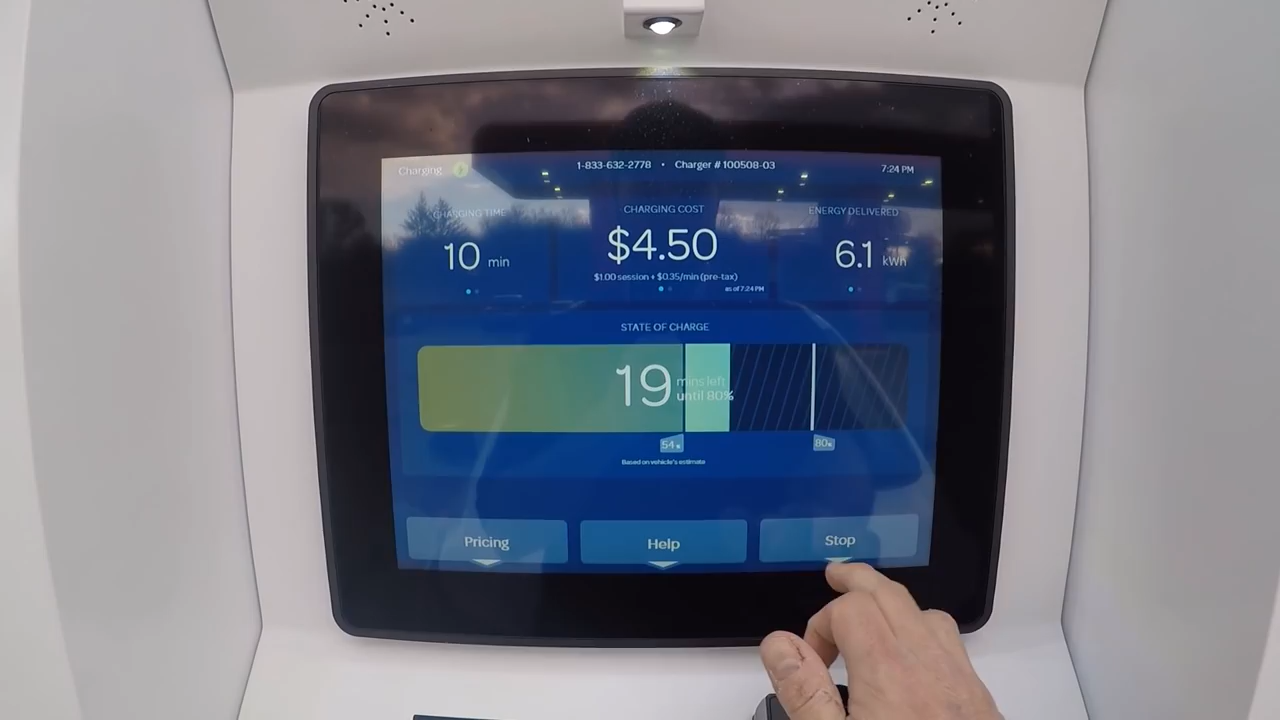 Charging
1-833-632-2778 • Charger # 100508-03
7:24 PM
CHARGING TIME
CHARGING COST
ENERGY DELIVERED
10 min
$4.50
6.1 kWh
$1.00 session + $0.35/min (pre-tax)
as of 7:24 PM
STATE OF CHARGE
19 mins left
until 80%
54%
80%
Based on vehicle's estimate
Pricing
Help
Stop